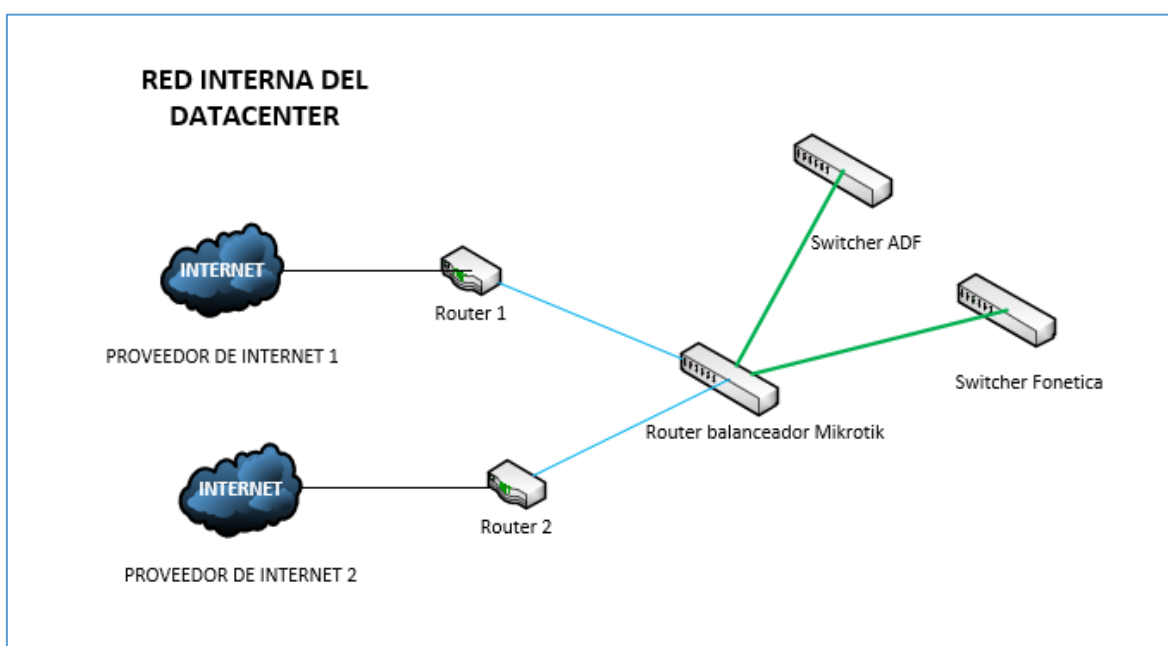 RED INTERNA DEL
DATACENTER
Switcher ADF
INTERNET
Router 1
PROVEEDOR DE INTERNET 1
Switcher Fonetica
Router balanceador Mikrotik
INTERNET
Router 2
PROVEEDOR DE INTERNET 2